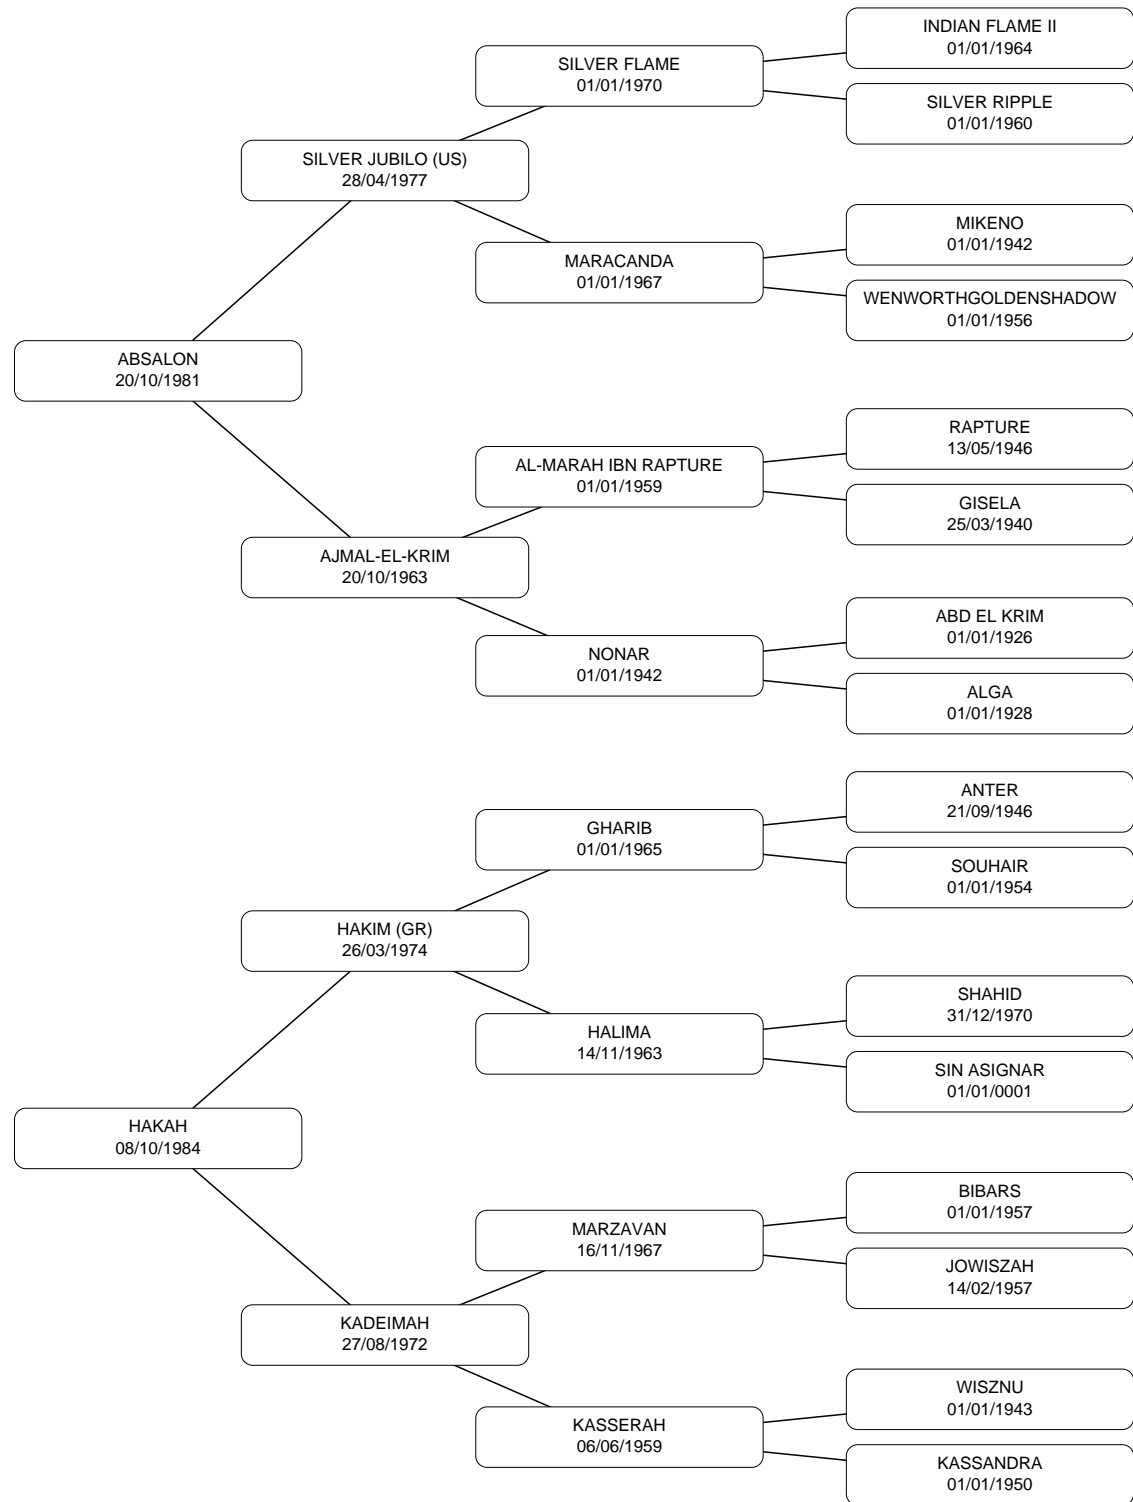 INDIAN FLAME II
01/01/1964
SILVER FLAME
01/01/1970
SILVER RIPPLE
01/01/1960
SILVER JUBILO (US)
28/04/1977
MIKENO
01/01/1942
MARACANDA
01/01/1967
WENWORTHGOLDENSHADOW
01/01/1956
ABSALON
20/10/1981
RAPTURE
13/05/1946
AL-MARAH IBN RAPTURE
01/01/1959
GISELA
25/03/1940
AJMAL-EL-KRIM
20/10/1963
ABD EL KRIM
01/01/1926
NONAR
01/01/1942
ALGA
01/01/1928
ANTER
21/09/1946
GHARIB
01/01/1965
SOUHAIR
01/01/1954
HAKIM (GR)
26/03/1974
SHAHID
31/12/1970
HALIMA
14/11/1963
SIN ASIGNAR
01/01/0001
HAKAH
08/10/1984
BIBARS
01/01/1957
MARZAVAN
16/11/1967
JOWISZAH
14/02/1957
KADEIMAH
27/08/1972
WISZNU
01/01/1943
KASSERAH
06/06/1959
KASSANDRA
01/01/1950